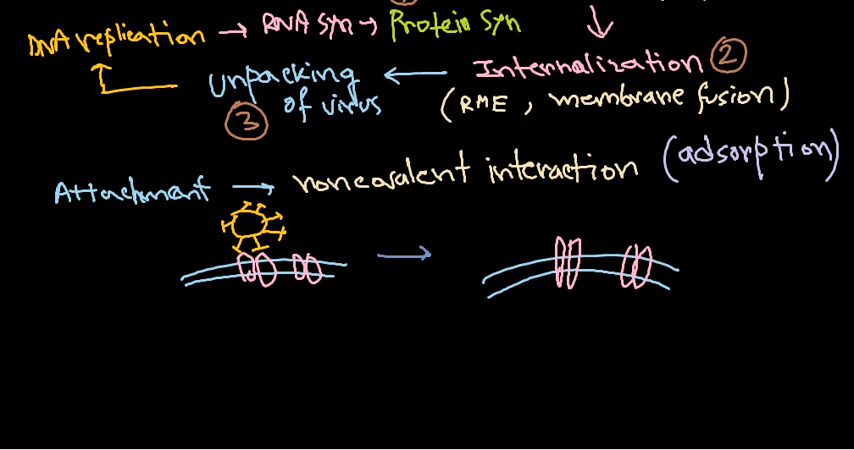 DNA replication → RNA syn → Protein syn
Internalization ②
Unpacking ←
of virus
(RME, membrane fusion)
③
Attachment → noncovalent interaction (adsorption)